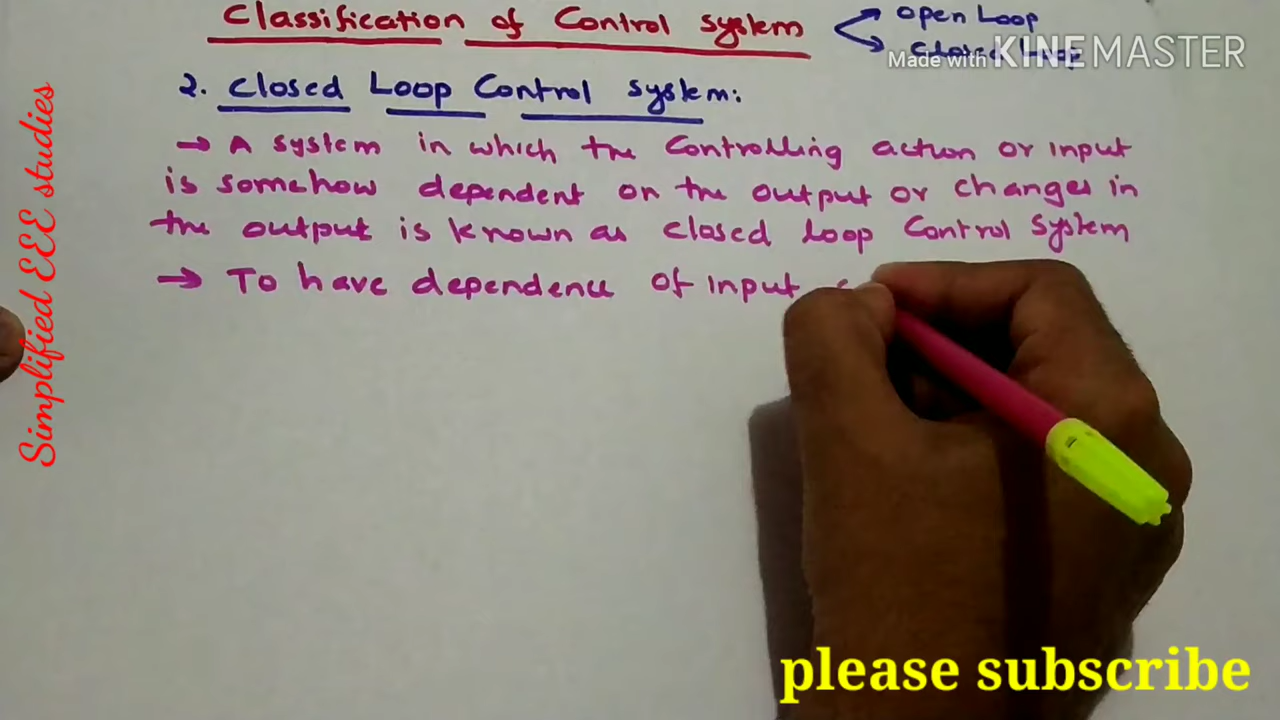 Classification of Control system
open Loop
closed Loop
Made with KINEMASTER
2. closed Loop Control system:
→ A system in which the controlling action or input
is somehow dependent on the output or changes in
the output is known as closed loop control system
→ To have dependence of input
Simplified EEE studies
please subscribe